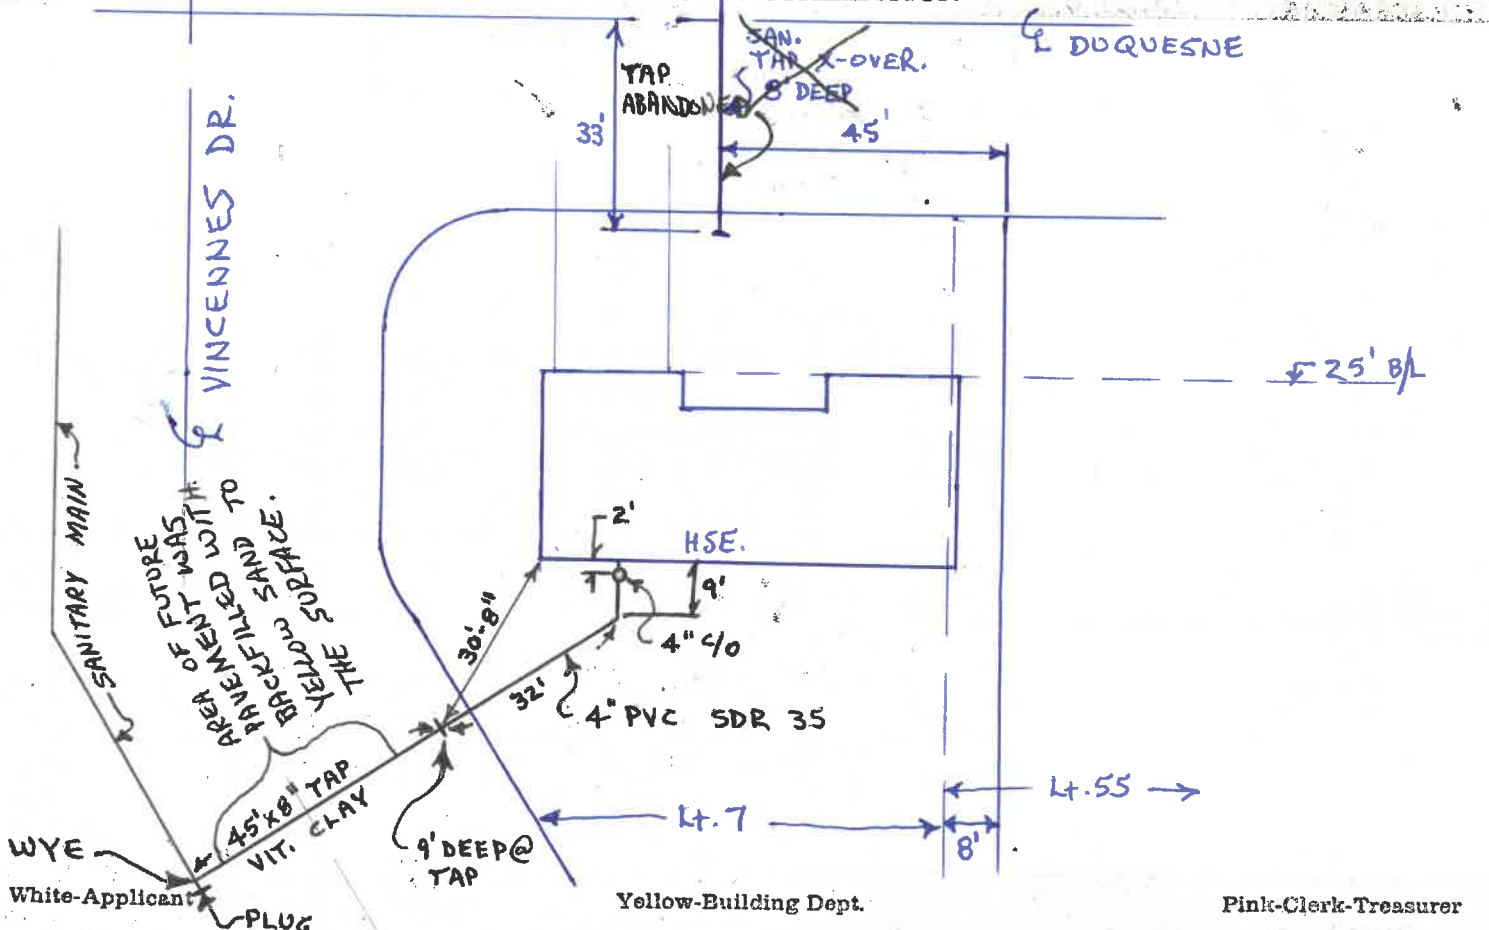 ℄ DUQUESNE
SAN.
TAP X-OVER.
8 DEEP
TAP
ABANDONED
33'
45'
℄ VINCENNES DR.
25' B/L
SANITARY MAIN
AREA OF FUTURE
PAVEMENT WAS
BACKFILLED WITH
YELLOW SAND TO
THE SURFACE.
2'
HSE.
9'
30'-8"
4" C/O
32'
4" PVC SDR 35
45' x 8" TAP
VIT. CLAY
Lt. 55
Lt. 7
8'
WYE
9' DEEP @
TAP
White-Applicant
Yellow-Building Dept.
Pink-Clerk-Treasurer
PLUG